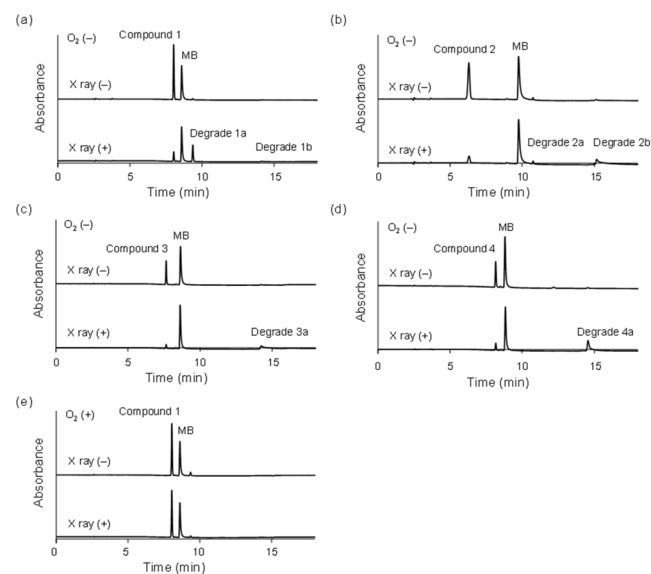 (a)
O₂ (–)
Compound 1
MB
X ray (–)
Absorbance
X ray (+)
Degrade 1a
Degrade 1b
0 5 10 15
Time (min)
(b)
O₂ (–)
Compound 2
MB
X ray (–)
Absorbance
X ray (+)
Degrade 2a
Degrade 2b
0 5 10 15
Time (min)
(c)
O₂ (–)
MB
Compound 3
X ray (–)
Absorbance
X ray (+)
Degrade 3a
0 5 10 15
Time (min)
(d)
O₂ (–)
MB
Compound 4
X ray (–)
Absorbance
X ray (+)
Degrade 4a
0 5 10 15
Time (min)
(e)
O₂ (+)
Compound 1
MB
X ray (–)
Absorbance
X ray (+)
0 5 10 15
Time (min)